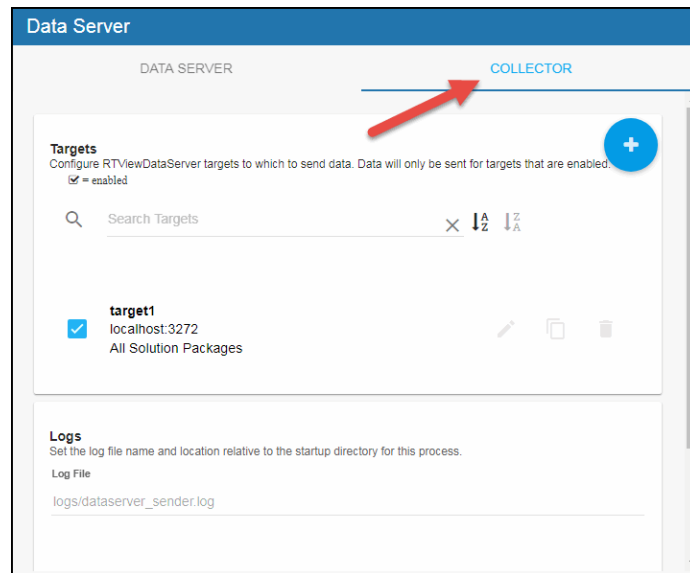 Data Server
DATA SERVER
COLLECTOR
Targets
Configure RTViewDataServer targets to which to send data. Data will only be sent for targets that are enabled.
= enabled
Search Targets
A
Z
Z
A
target1
localhost:3272
All Solution Packages
Logs
Set the log file name and location relative to the startup directory for this process.
Log File
logs/dataserver_sender.log